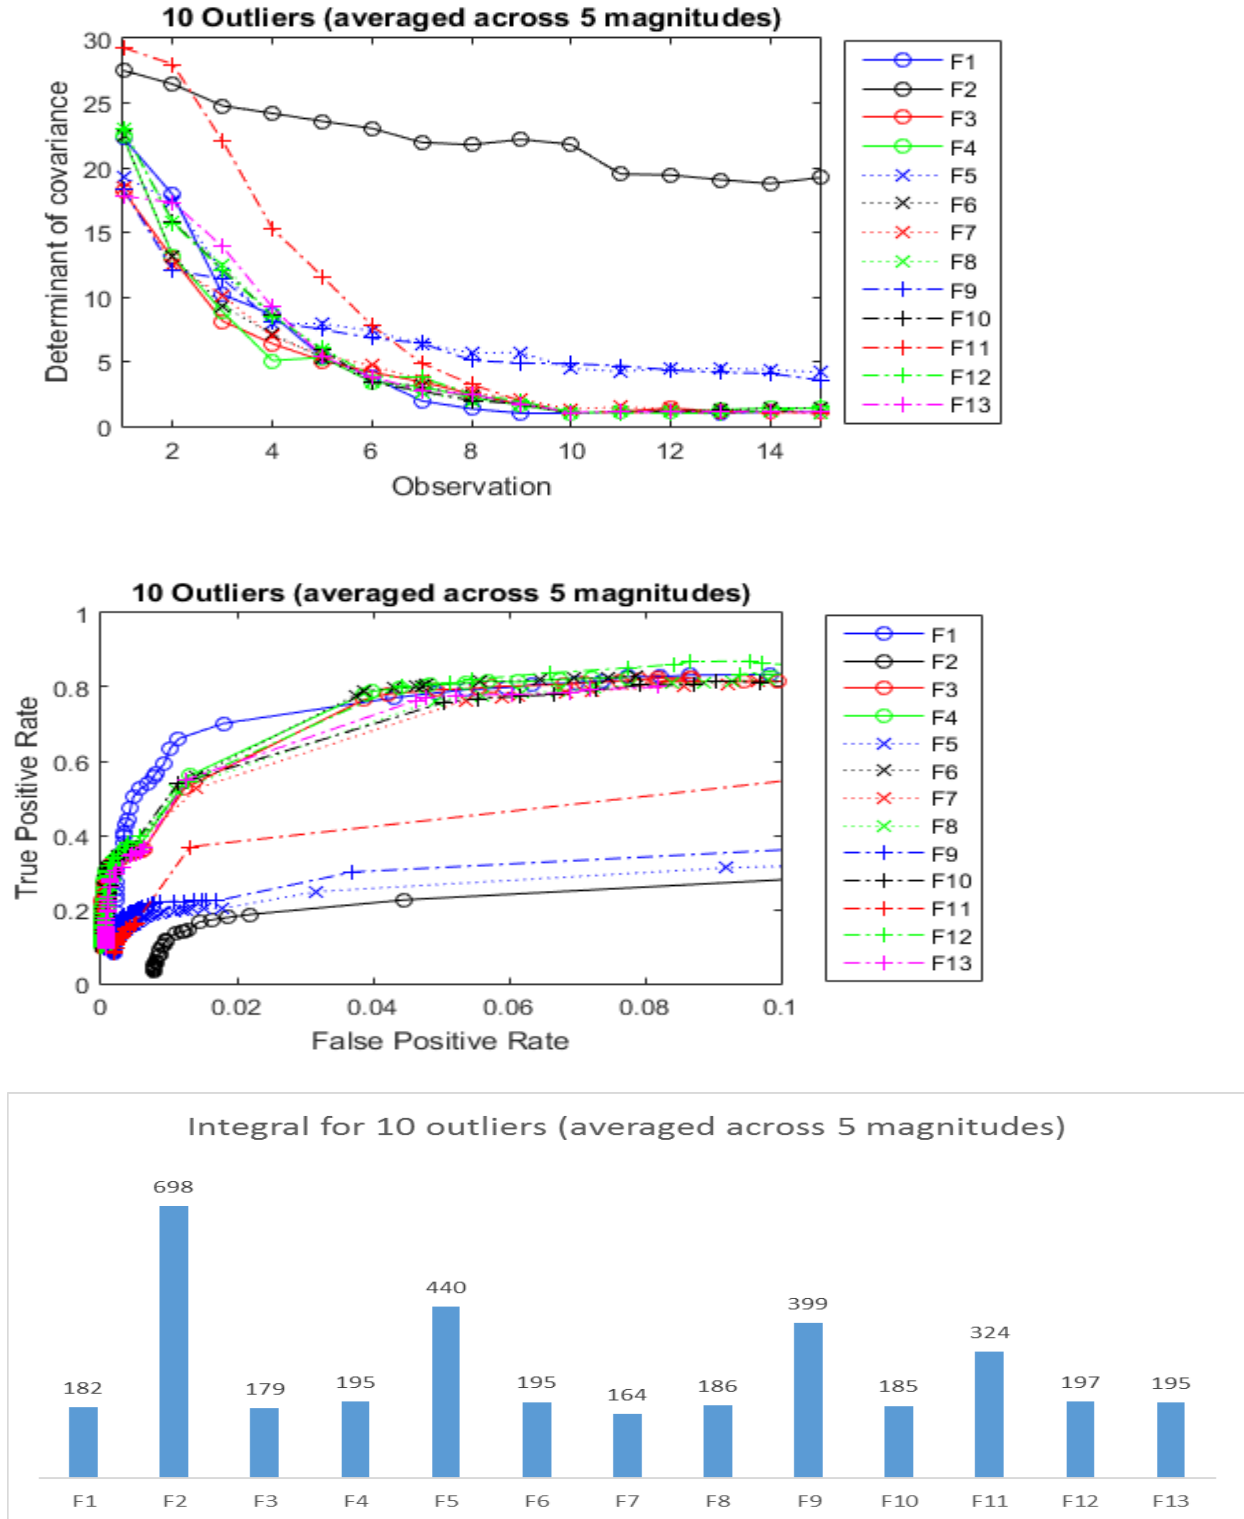 10 Outliers (averaged across 5 magnitudes)
30
25
20
15
10
5
0
Determinant of covariance
2 4 6 8 10 12 14
Observation
F1
F2
F3
F4
F5
F6
F7
F8
F9
F10
F11
F12
F13
10 Outliers (averaged across 5 magnitudes)
1
0.8
0.6
0.4
0.2
0
True Positive Rate
0 0.02 0.04 0.06 0.08 0.1
False Positive Rate
F1
F2
F3
F4
F5
F6
F7
F8
F9
F10
F11
F12
F13
Integral for 10 outliers (averaged across 5 magnitudes)
182 698 179 195 440 195 164 186 399 185 324 197 195
F1 F2 F3 F4 F5 F6 F7 F8 F9 F10 F11 F12 F13